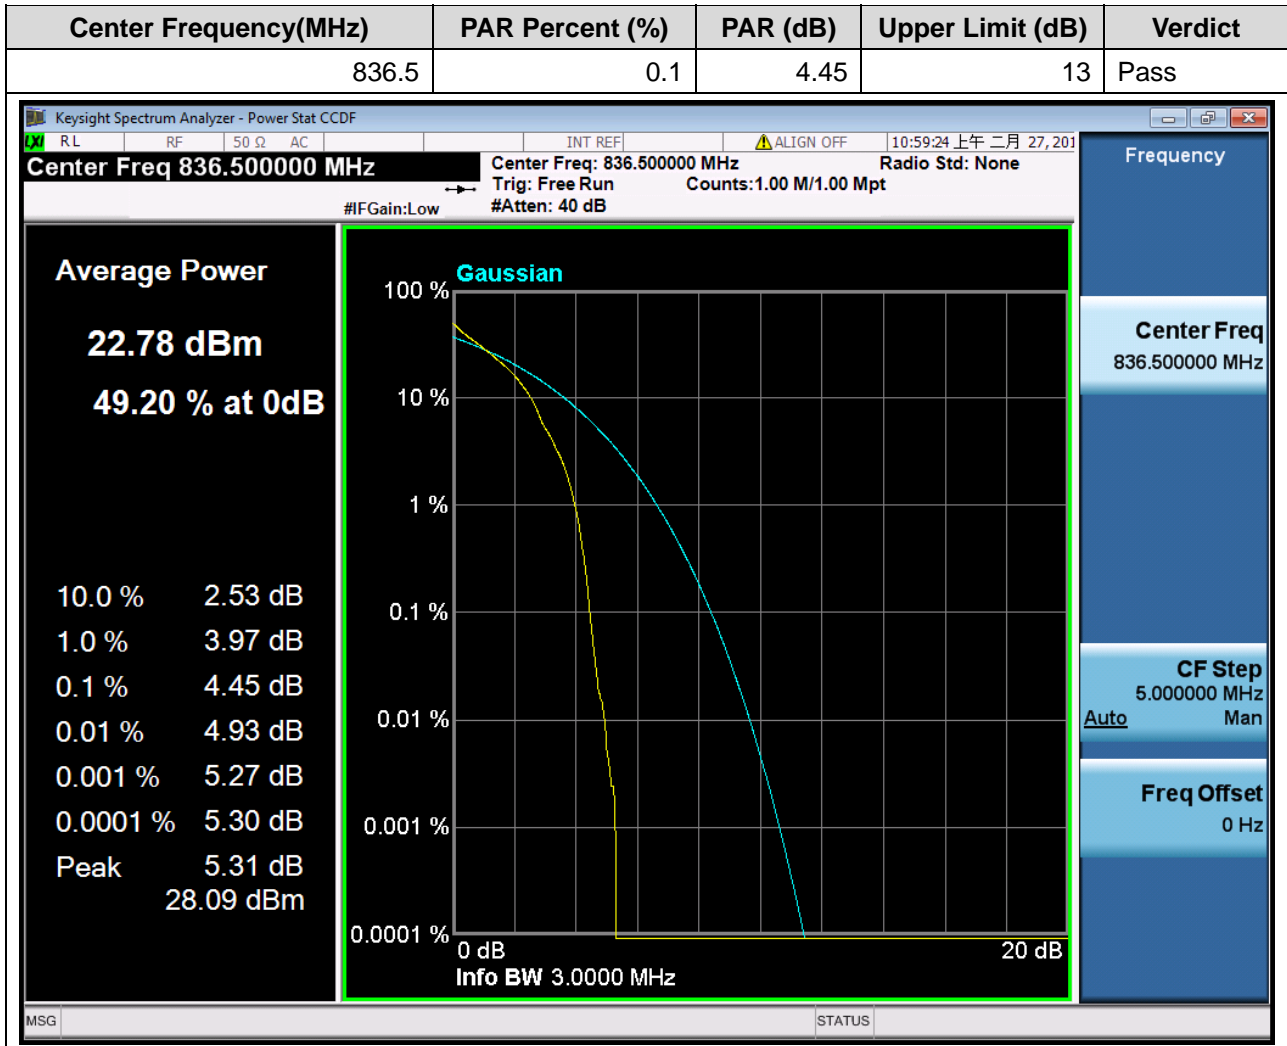 Center Frequency(MHz) PAR Percent (%) PAR (dB) Upper Limit (dB) Verdict
836.5 0.1 4.45 13 Pass
Keysight Spectrum Analyzer - Power Stat CCDF
LXI RL RF 50 Ω AC INT REF ALIGN OFF 10:59:24 上午 二月 27, 201
Center Freq 836.500000 MHz
Center Freq: 836.500000 MHz Radio Std: None
Trig: Free Run Counts:1.00 M/1.00 Mpt
#IFGain:Low #Atten: 40 dB
Average Power
22.78 dBm
49.20 % at 0dB
10.0 % 2.53 dB
1.0 % 3.97 dB
0.1 % 4.45 dB
0.01 % 4.93 dB
0.001 % 5.27 dB
0.0001 % 5.30 dB
Peak 5.31 dB
28.09 dBm
Gaussian
100 %
10 %
1 %
0.1 %
0.01 %
0.001 %
0.0001 %
0 dB 20 dB
Info BW 3.0000 MHz
Frequency
Center Freq
836.500000 MHz
CF Step
5.000000 MHz
Auto Man
Freq Offset
0 Hz
MSG STATUS